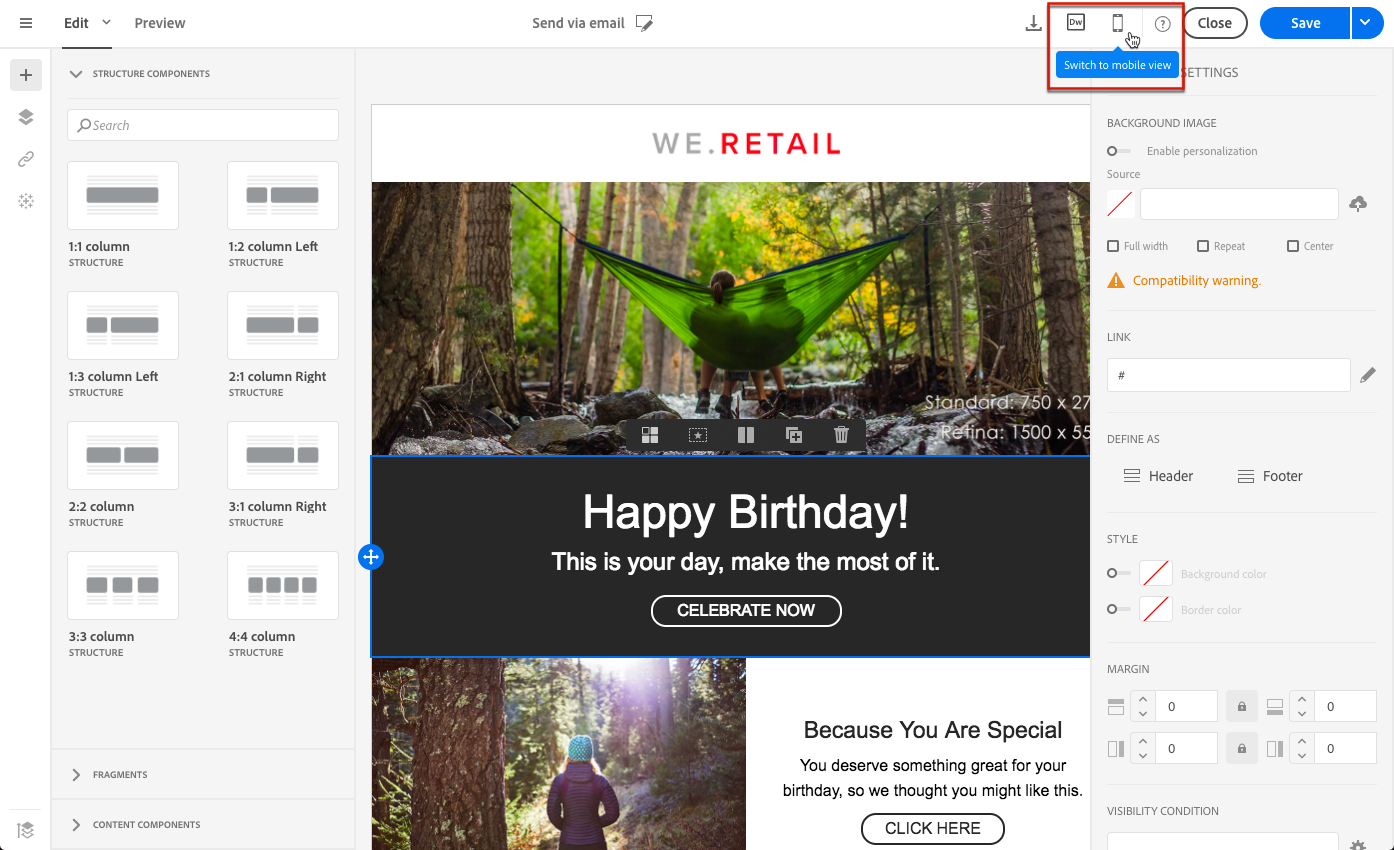 Edit
Preview
Send via email
Dw
?
Close
Save
Switch to mobile view
STRUCTURE COMPONENTS
Search
1:1 column
STRUCTURE
1:2 column Left
STRUCTURE
1:3 column Left
STRUCTURE
2:1 column Right
STRUCTURE
2:2 column
STRUCTURE
3:1 column Right
STRUCTURE
3:3 column
STRUCTURE
4:4 column
STRUCTURE
FRAGMENTS
CONTENT COMPONENTS
WE.RETAIL
Standard: 750 x 27
Retina: 1500 x 55
Happy Birthday!
This is your day, make the most of it.
CELEBRATE NOW
Because You Are Special
You deserve something great for your
birthday, so we thought you might like this.
CLICK HERE
SETTINGS
BACKGROUND IMAGE
Enable personalization
Source
Full width
Repeat
Center
Compatibility warning.
LINK
#
DEFINE AS
Header
Footer
STYLE
Background color
Border color
MARGIN
0
0
0
0
VISIBILITY CONDITION